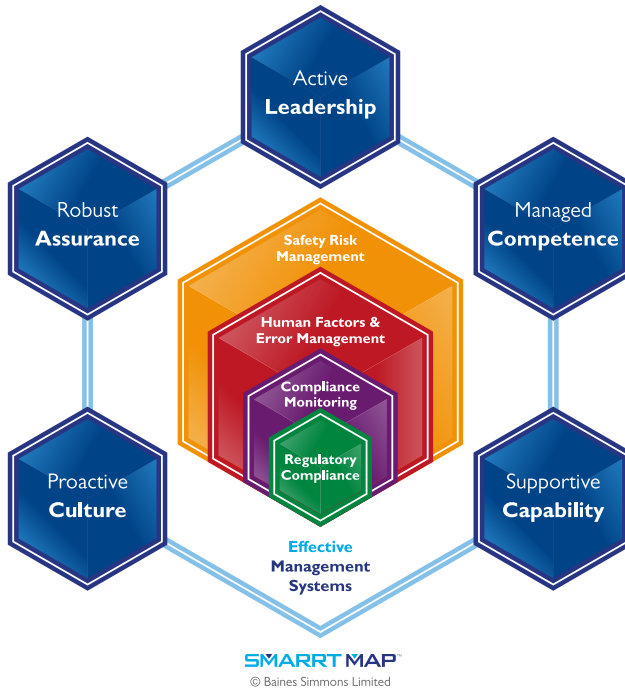 Active
Leadership
Robust
Assurance
Managed
Competence
Safety Risk
Management
Human Factors &
Error Management
Compliance
Monitoring
Regulatory
Compliance
Proactive
Culture
Supportive
Capability
Effective
Management
Systems
SMARRT MAP™
© Baines Simmons Limited